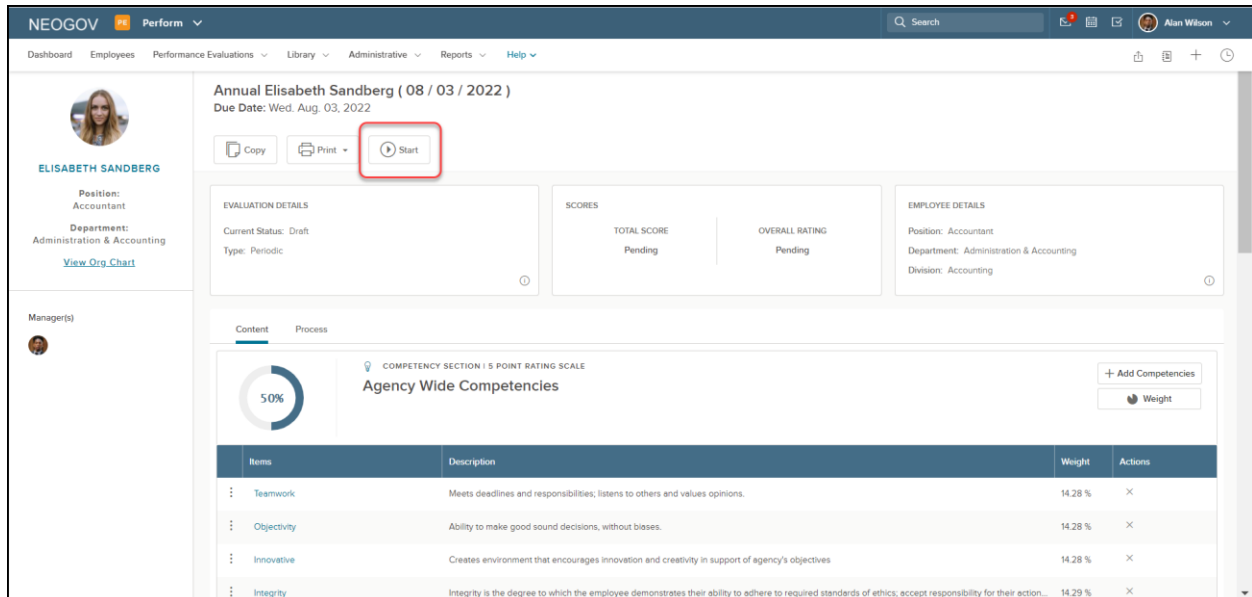 NEOGOV PE Perform Search 3 Alan Wilson
Dashboard Employees Performance Evaluations Library Administrative Reports Help
Annual Elisabeth Sandberg ( 08 / 03 / 2022 )
Due Date: Wed. Aug. 03, 2022
Copy Print Start
ELISABETH SANDBERG
Position:
Accountant
Department:
Administration & Accounting
View Org Chart
Manager(s)
EVALUATION DETAILS
Current Status: Draft
Type: Periodic
SCORES
TOTAL SCORE OVERALL RATING
Pending Pending
EMPLOYEE DETAILS
Position: Accountant
Department: Administration & Accounting
Division: Accounting
Content Process
50%
COMPETENCY SECTION | 5 POINT RATING SCALE
Agency Wide Competencies
+ Add Competencies
Weight
Items Description Weight Actions
Teamwork Meets deadlines and responsibilities; listens to others and values opinions. 14.28 %
Objectivity Ability to make good sound decisions, without biases. 14.28 %
Innovative Creates environment that encourages innovation and creativity in support of agency's objectives 14.28 %
Integrity Integrity is the degree to which the employee demonstrates their ability to adhere to required standards of ethics; accept responsibility for their action... 14.29 %